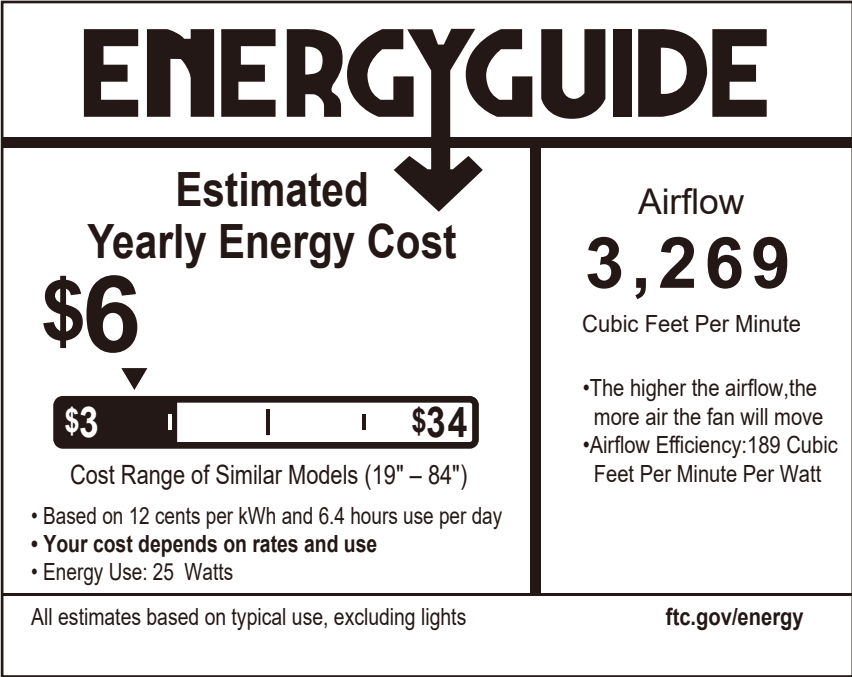 ENERGYGUIDE
Estimated
Yearly Energy Cost
$6
$3
$34
Cost Range of Similar Models (19" – 84")
• Based on 12 cents per kWh and 6.4 hours use per day
• Your cost depends on rates and use
• Energy Use: 25 Watts
Airflow
3,269
Cubic Feet Per Minute
•The higher the airflow,the
more air the fan will move
•Airflow Efficiency:189 Cubic
Feet Per Minute Per Watt
All estimates based on typical use, excluding lights
ftc.gov/energy